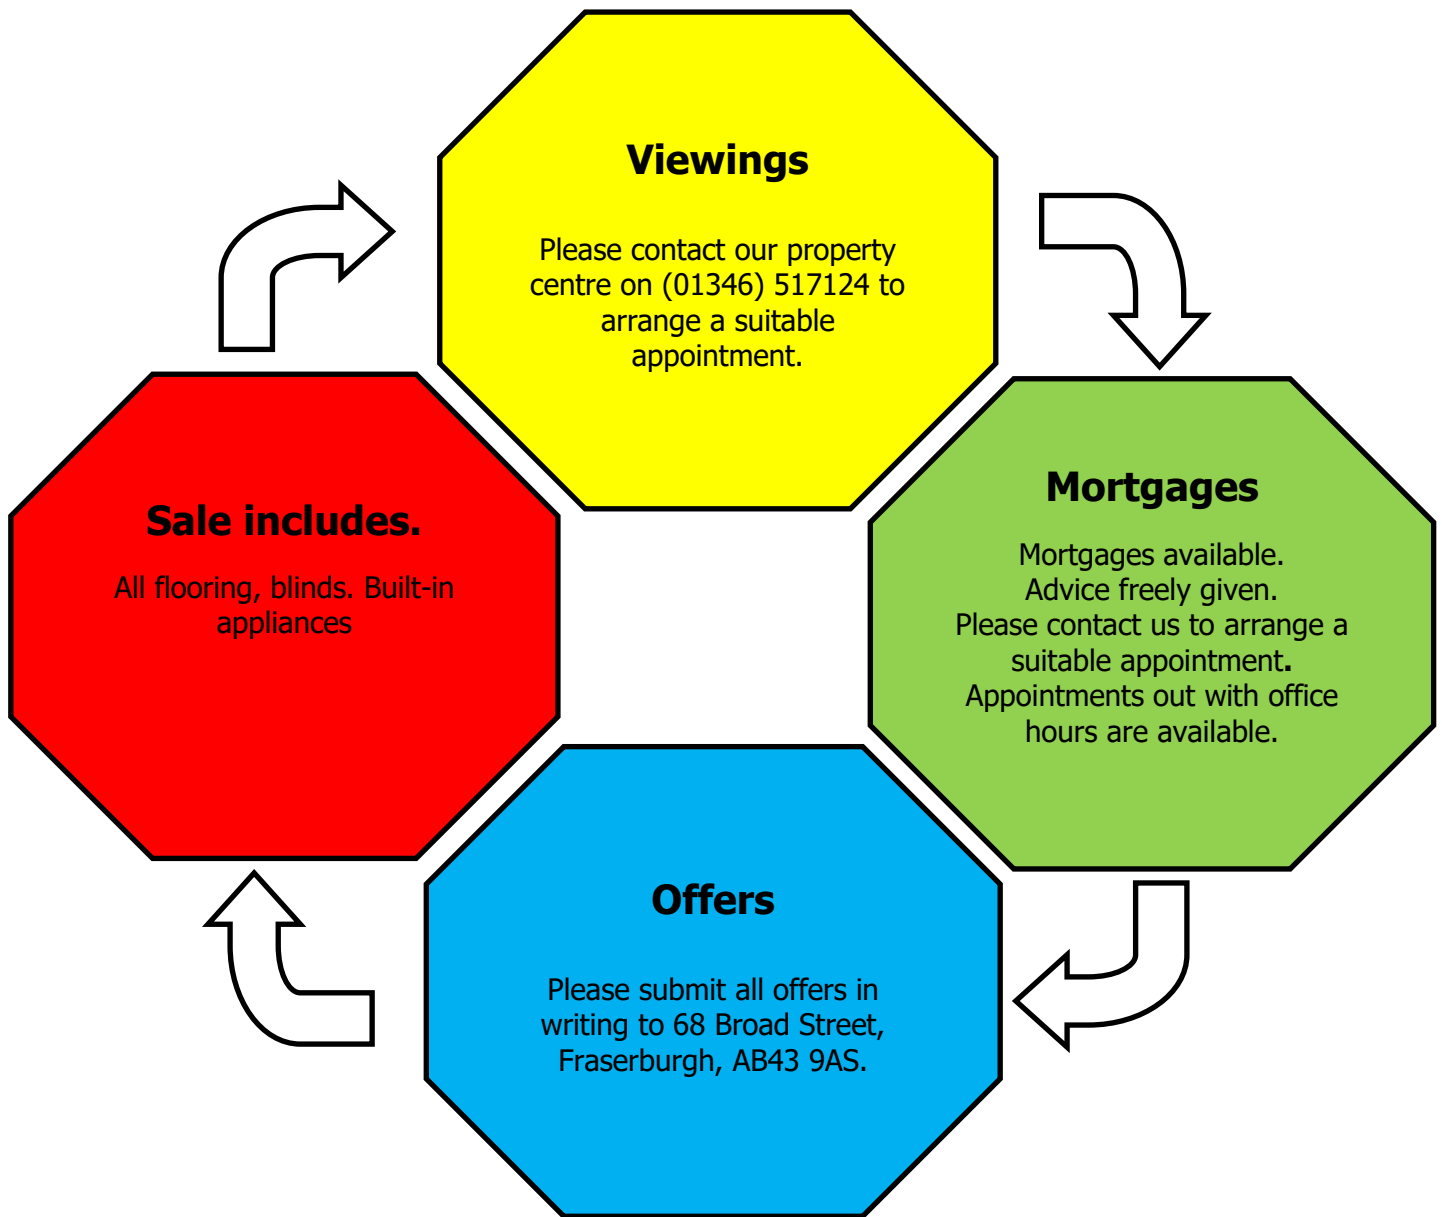 Viewings
Please contact our property
centre on (01346) 517124 to
arrange a suitable
appointment.
Sale includes.
All flooring, blinds. Built-in
appliances
Mortgages
Mortgages available.
Advice freely given.
Please contact us to arrange a
suitable appointment.
Appointments out with office
hours are available.
Offers
Please submit all offers in
writing to 68 Broad Street,
Fraserburgh, AB43 9AS.